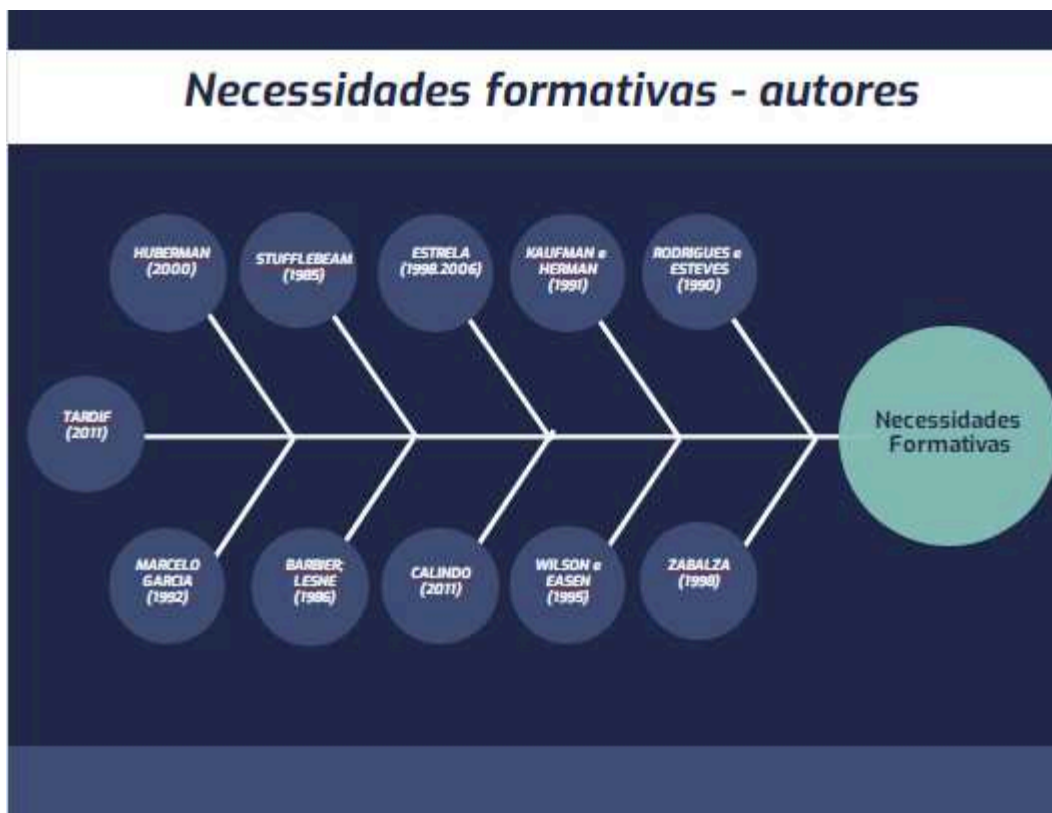 Necessidades formativas - autores
HUBERMAN
(2000)
STUFFLEBEAM
(1985)
ESTRELA
(1998.2006)
KAUFMAN e
HERMAN
(1991)
RODRIGUES e
ESTEVES
(1990)
TARDIF
(2011)
Necessidades
Formativas
MARCELO
GARCIA
(1992)
BARBIER;
LESNE
(1986)
CALINDO
(2011)
WILSON e
EASEN
(1995)
ZABALZA
(1998)